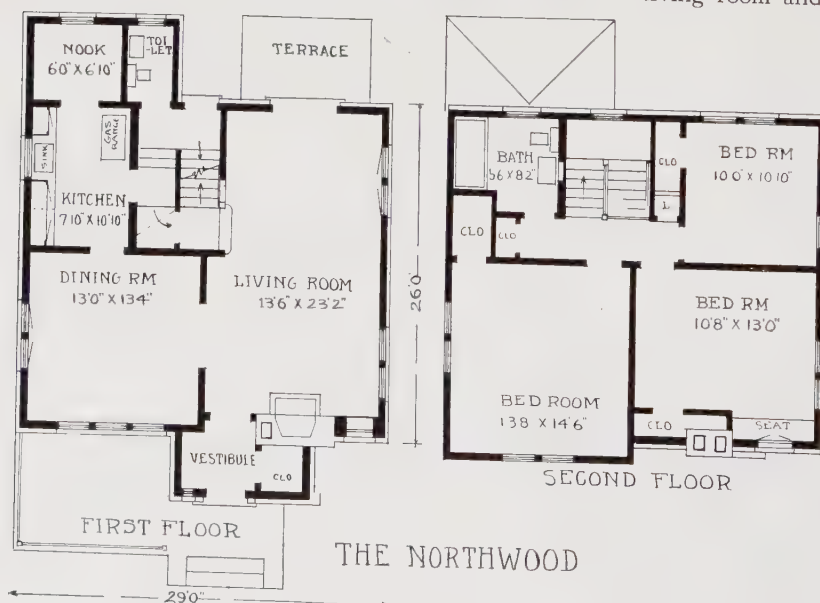 living room and
NOOK
6'0" X 6'10"
TOI
-LET
TERRACE
GAS
RANGE
SINK
KITCHEN
7'10" X 10'10"
DINING RM
13'0" X 13'4"
LIVING ROOM
13'6" X 23'2"
26'0"
VESTIBULE
CLO
FIRST FLOOR
29'0"
BATH
5'6 X 8'2"
CLO
BED RM
10'0" X 10'10"
L
CLO
CLO
BED RM
10'8" X 13'0"
BED ROOM
13'8 X 14'6"
CLO
SEAT
SECOND FLOOR
THE NORTHWOOD